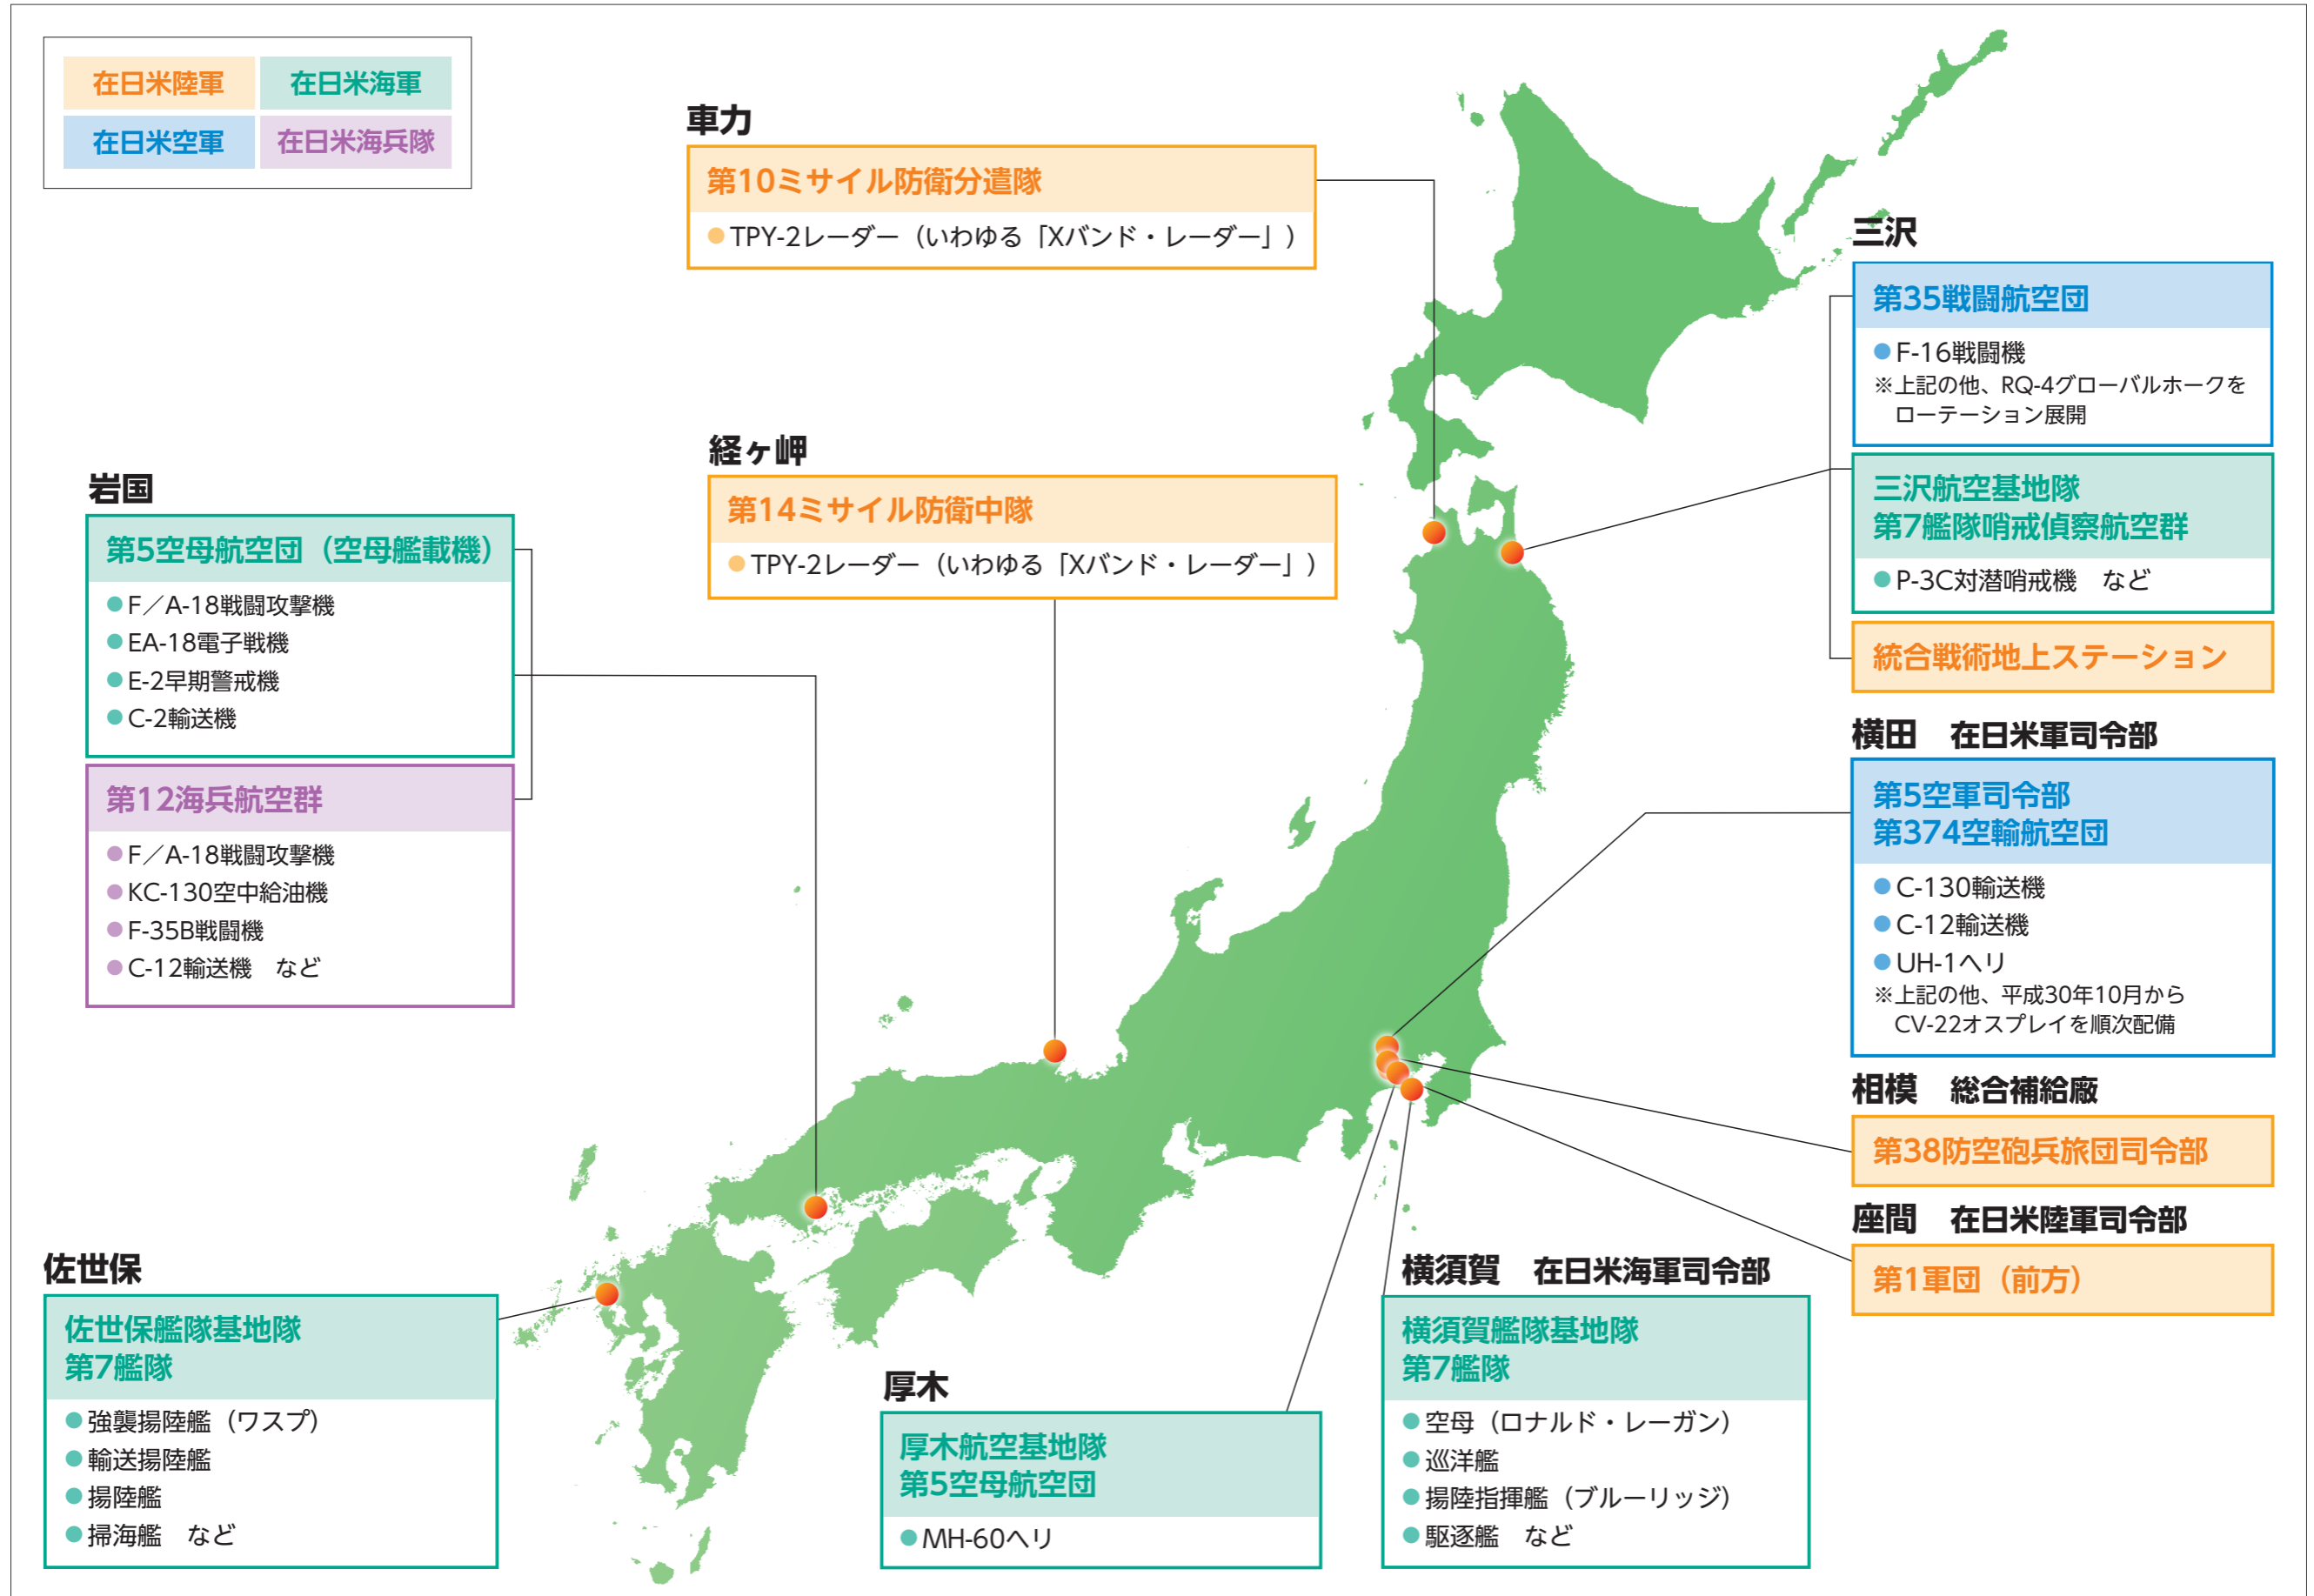 在日米陸軍
在日米海軍
在日米空軍
在日米海兵隊
車力
第10ミサイル防衛分遣隊
●TPY-2レーダー（いわゆる「Xバンド・レーダー」）
三沢
第35戦闘航空団
●F-16戦闘機
※上記の他、RQ-4グローバルホークを
ローテーション展開
三沢航空基地隊
第7艦隊哨戒偵察航空群
●P-3C対潜哨戒機　など
統合戦術地上ステーション
経ヶ岬
第14ミサイル防衛中隊
●TPY-2レーダー（いわゆる「Xバンド・レーダー」）
岩国
第5空母航空団（空母艦載機）
●F／A-18戦闘攻撃機
●EA-18電子戦機
●E-2早期警戒機
●C-2輸送機
第12海兵航空群
●F／A-18戦闘攻撃機
●KC-130空中給油機
●F-35B戦闘機
●C-12輸送機　など
横田　在日米軍司令部
第5空軍司令部
第374空輸航空団
●C-130輸送機
●C-12輸送機
●UH-1ヘリ
※上記の他、平成30年10月から
CV-22オスプレイを順次配備
相模　総合補給廠
第38防空砲兵旅団司令部
座間　在日米陸軍司令部
第1軍団（前方）
佐世保
佐世保艦隊基地隊
第7艦隊
●強襲揚陸艦（ワスプ）
●輸送揚陸艦
●揚陸艦
●掃海艦　など
厚木
厚木航空基地隊
第5空母航空団
●MH-60ヘリ
横須賀　在日米海軍司令部
横須賀艦隊基地隊
第7艦隊
●空母（ロナルド・レーガン）
●巡洋艦
●揚陸指揮艦（ブルーリッジ）
●駆逐艦　など